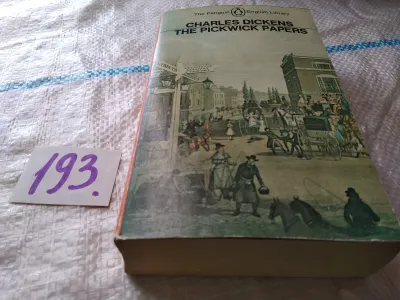 The Penguin English Library
CHARLES DICKENS
THE PICKWICK PAPERS
193.